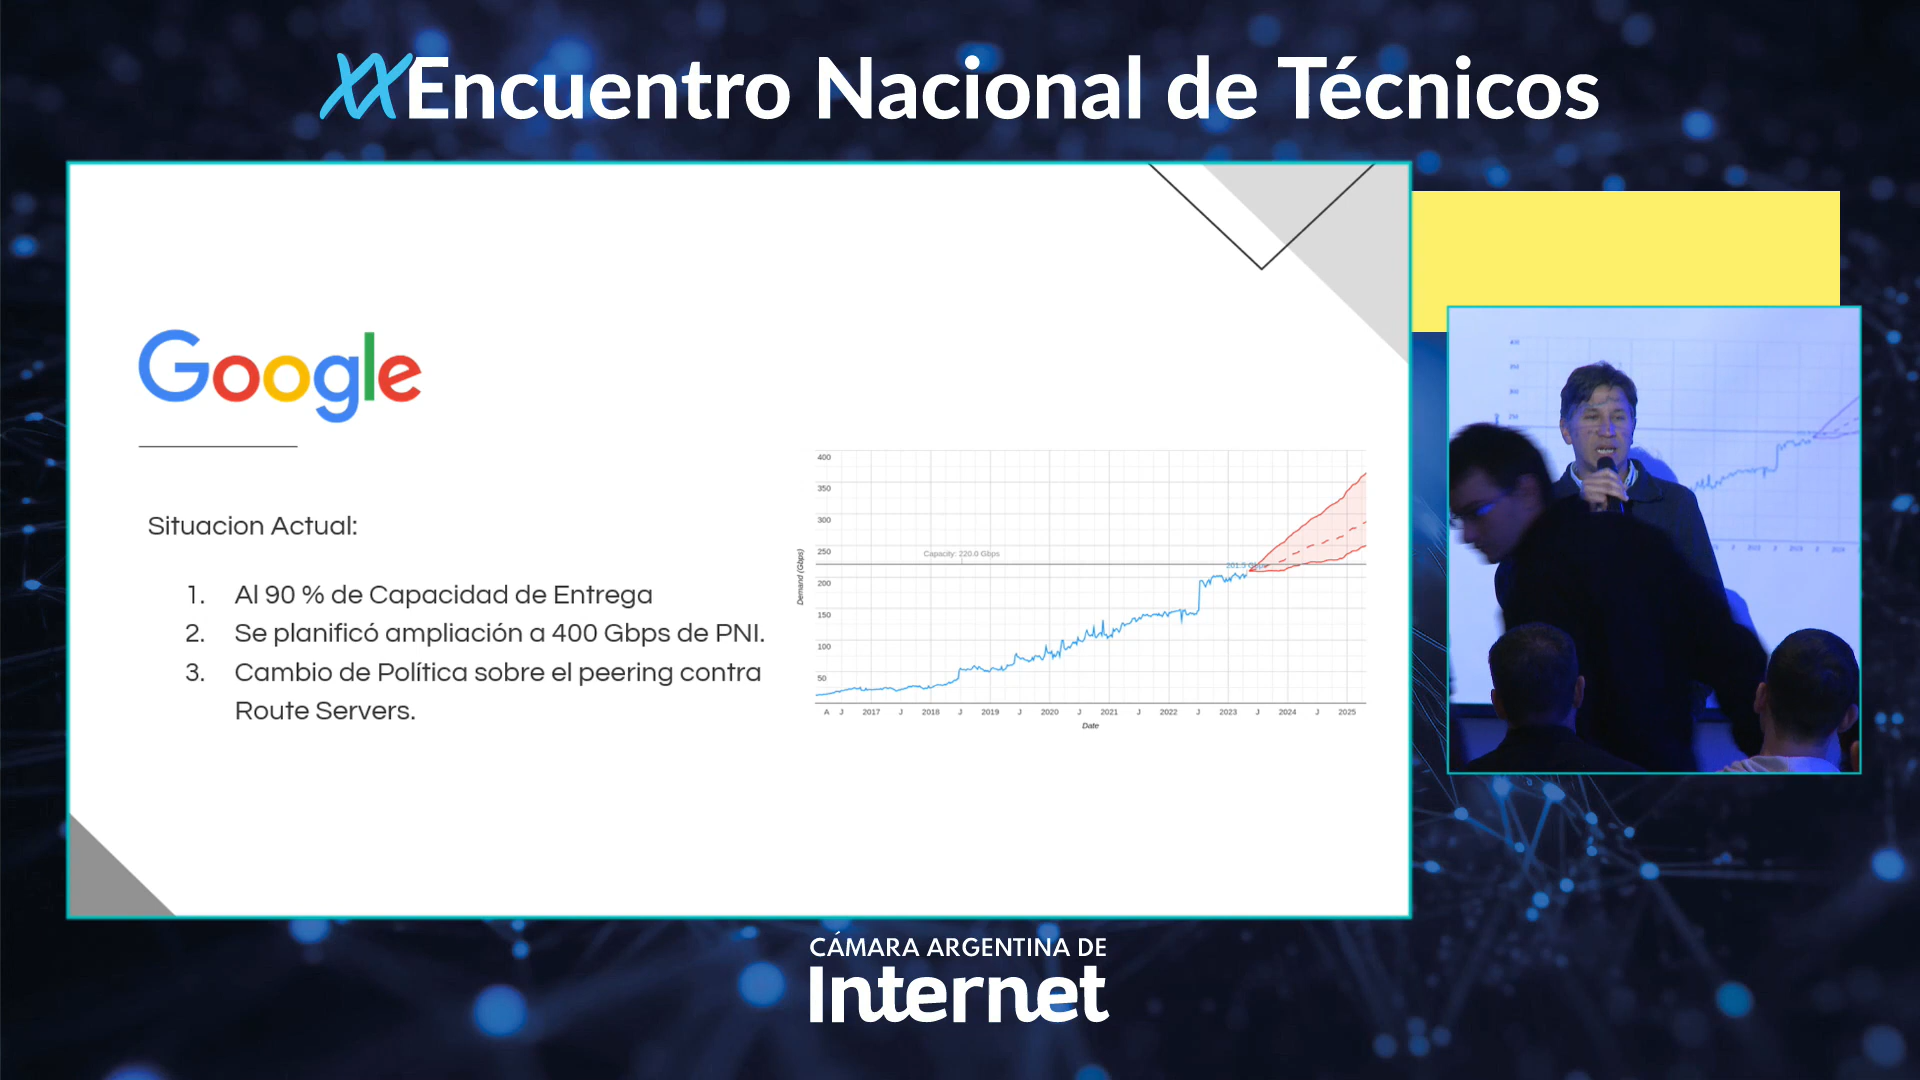 XX Encuentro Nacional de Técnicos
Google
Situacion Actual:
1. Al 90 % de Capacidad de Entrega
2. Se planificó ampliación a 400 Gbps de PNI.
3. Cambio de Política sobre el peering contra
Route Servers.
400
350
300
250
200
150
100
50
Demand (Gbps)
Capacity: 220.0 Gbps
201.5 Gbps
A J 2017 J 2018 J 2019 J 2020 J 2021 J 2022 J 2023 J 2024 J 2025
Date
CÁMARA ARGENTINA DE
Internet